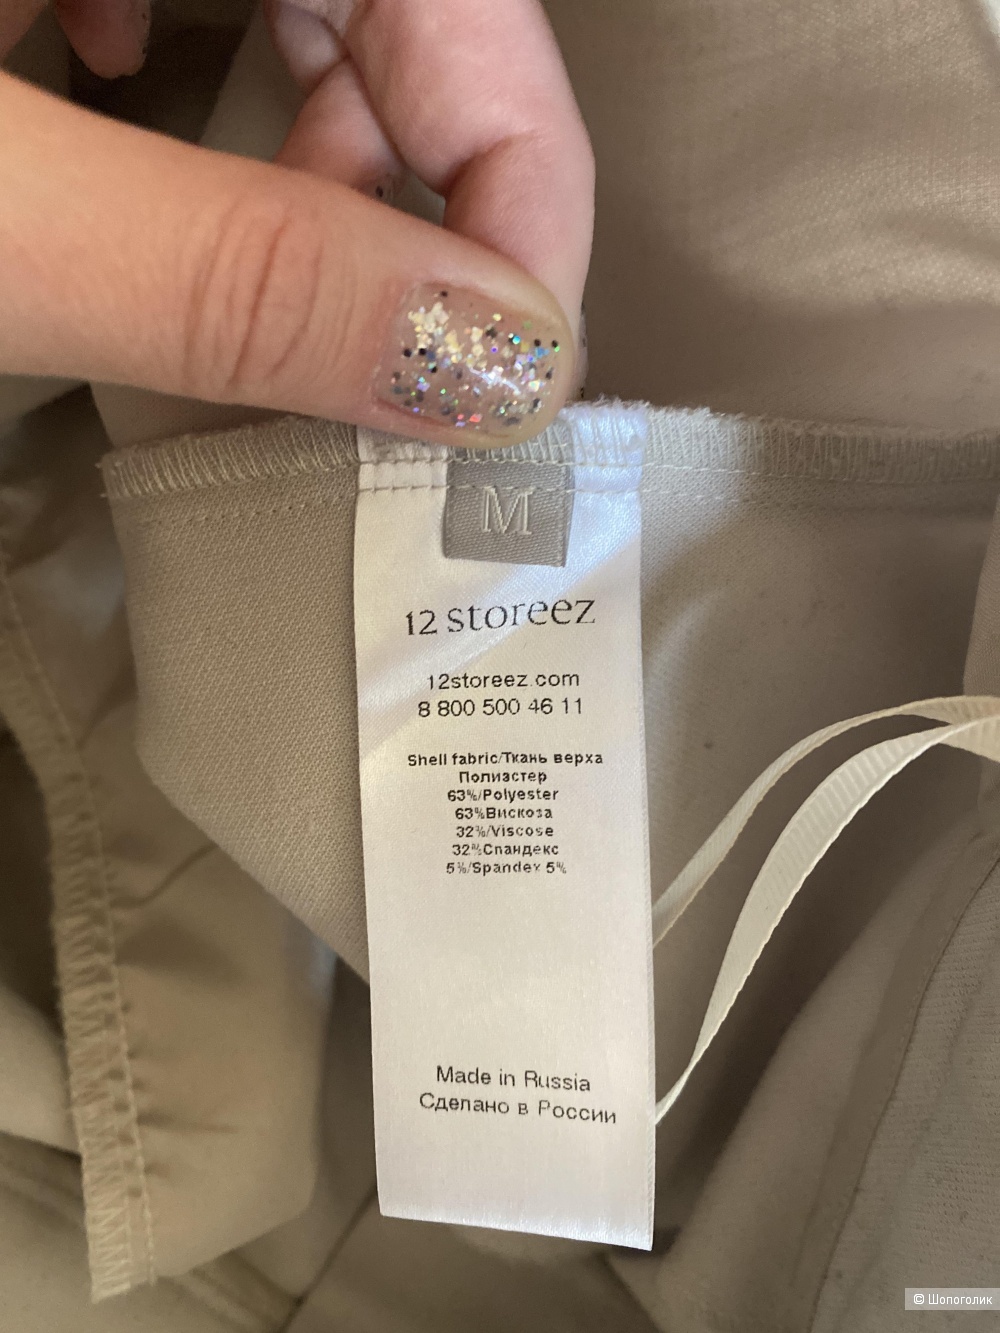 M
12 storeez
12storeez.com
8 800 500 46 11
Shell fabric/Ткань верха
Полиэстер
63%/Polyester
63%Вискоза
32%/Viscose
32%Спандекс
5%/Spandex 5%
Made in Russia
Сделано в России
© Шопоголик